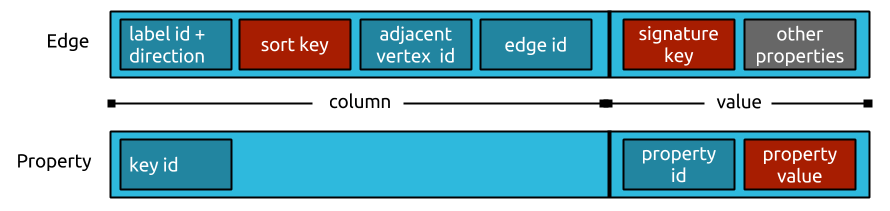 Edge
label id +
direction
sort key
adjacent
vertex id
edge id
signature
key
other
properties
column
value
Property
key id
property
id
property
value